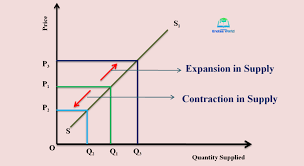 Price
S₁
P₃
Expansion in Supply
P₁
Contraction in Supply
P₂
S
O
Q₂ Q₁ Q₃
Quantity Supplied